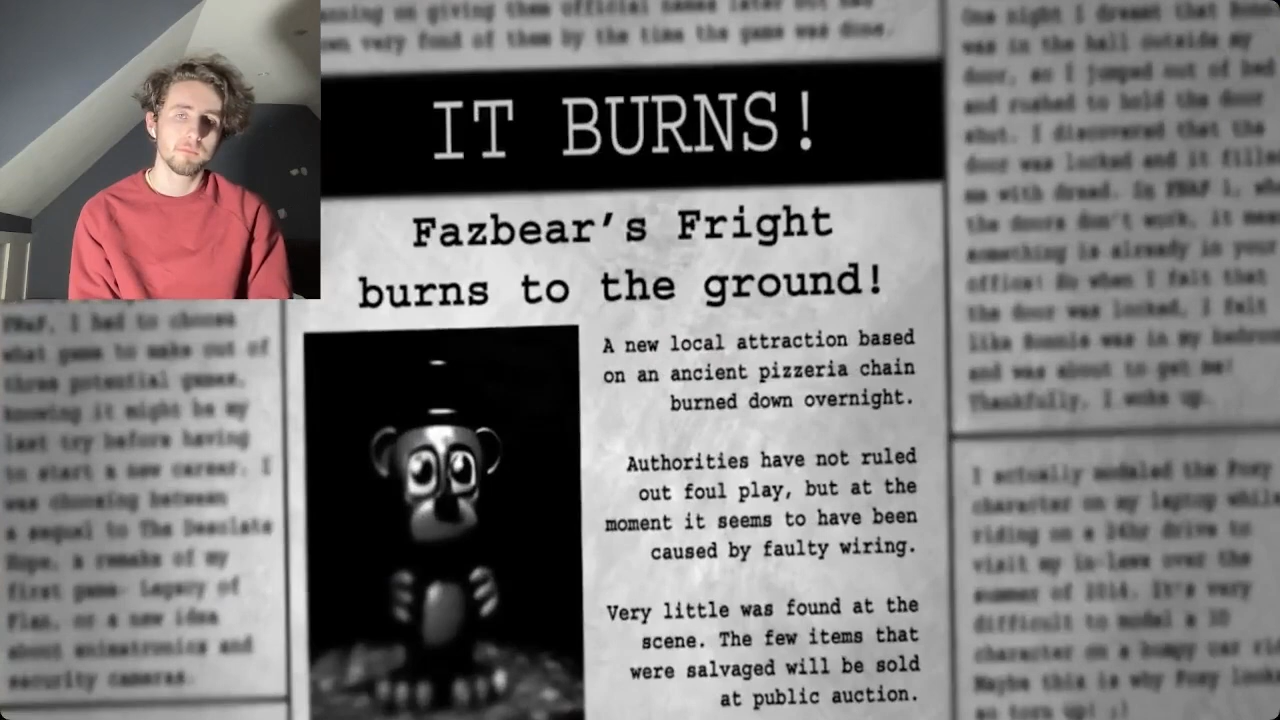 IT BURNS!
Fazbear's Fright
burns to the ground!
A new local attraction based
on an ancient pizzeria chain
burned down overnight.
Authorities have not ruled
out foul play, but at the
moment it seems to have been
caused by faulty wiring.
Very little was found at the
scene. The few items that
were salvaged will be sold
at public auction.
what game to make out of
three potential games,
knowing it might be my
last try before having
to start a new career. I
was choosing between
a sequel to The Desolate
Hope, a remake of my
first game- Legacy of
Flan, or a new idea
about animatronics and
security cameras.
One night I dreamt that
was in the hall outside my
door, so I jumped out of bed
and rushed to hold the door
shut. I discovered that the
door was locked and it
me with dread. In FNAF 1,
the doors don't work, it
something is already in your
office! So when I felt that
the door was locked, I felt
like Bonnie was in my
and was about to get me!
Thankfully, I woke up.
I actually modeled the Foxy
character on my laptop while
riding on a 24hr drive to
visit my in-laws over the
summer of 2014. It's very
difficult to model a 3D
character on a bumpy car
Maybe this is why Foxy looks
so torn up! ;)